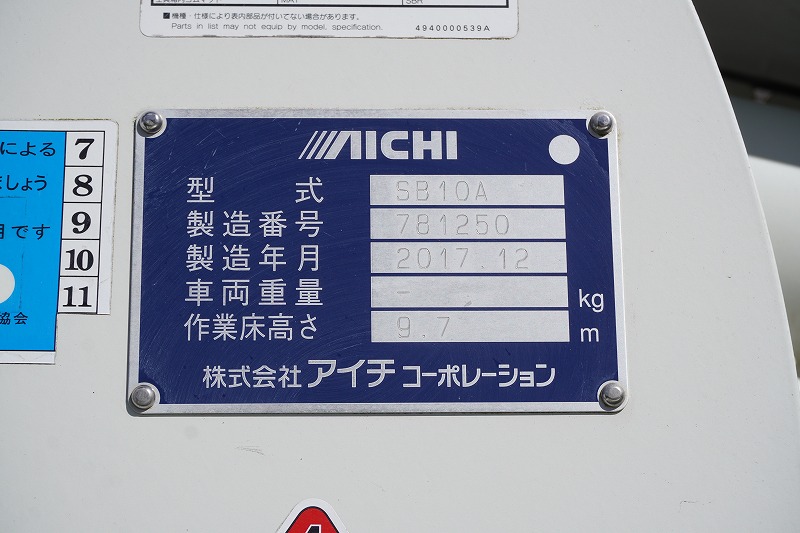 MAT
SBR
■機種・仕様により表内部品が付いてない場合があります。
Parts in list may not equip by model, specification.
4940000539A
による
ましょう
月です
協会
7
8
9
10
11
AICHI
型式 SB10A
製造番号 781250
製造年月 2017.12
車両重量 - kg
作業床高さ 9.7 m
株式会社 アイチ コーポレーション